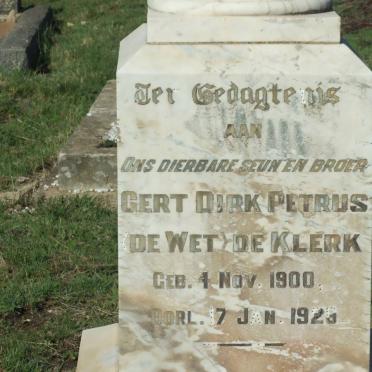 Ter Gedagtenis
AAN
ONS DIERBARE SEUN EN BROER
GERT DIRK PETRUS
(DE WET) DE KLERK
GEB. 4 NOV. 1900.
OORL. 17 JAN. 1923